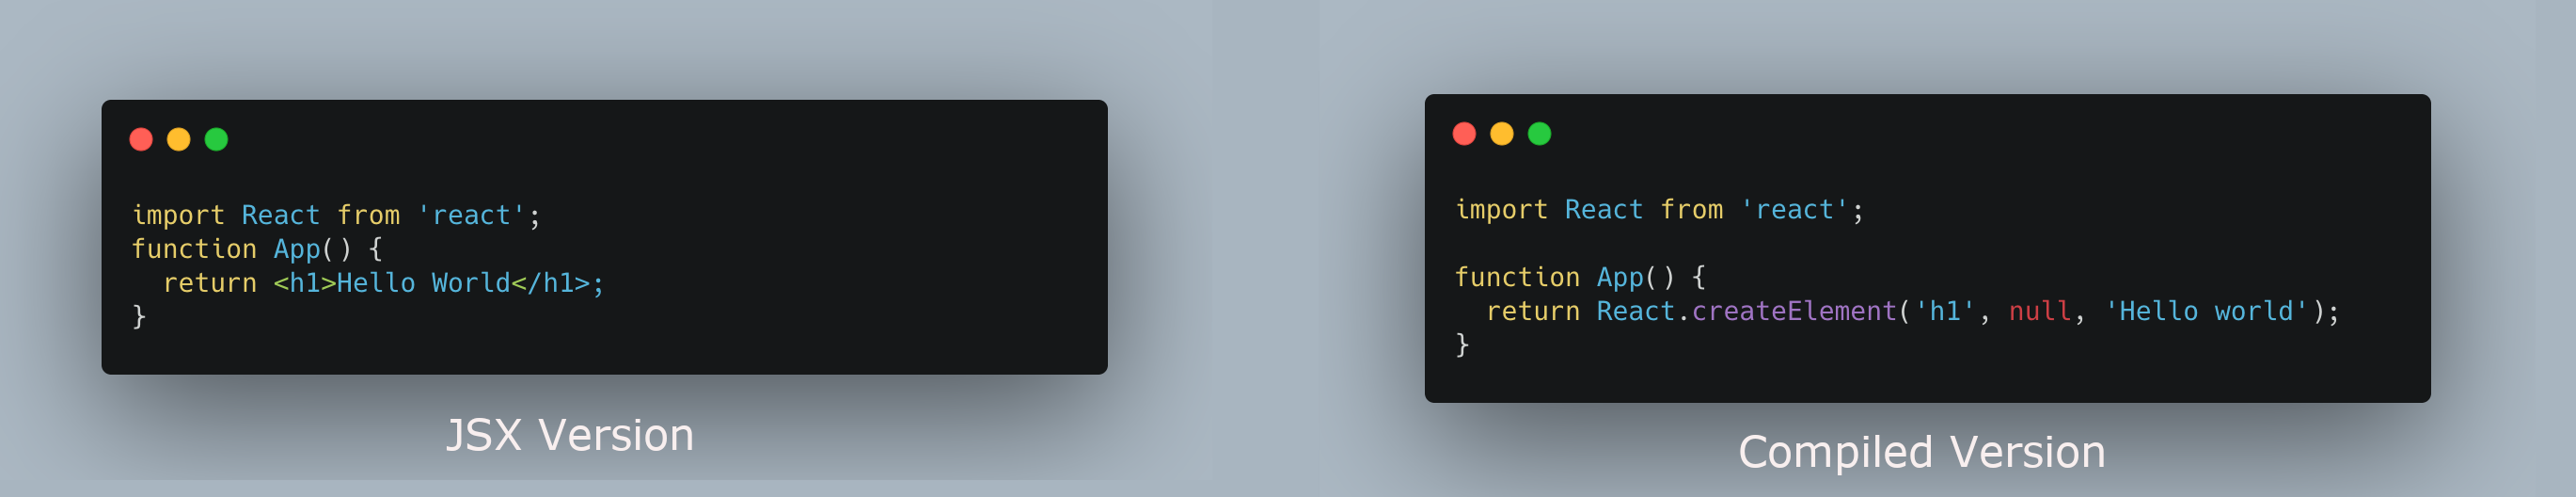 import React from 'react';
function App() {
  return <h1>Hello World</h1>;
}
JSX Version
import React from 'react';
function App() {
  return React.createElement('h1', null, 'Hello world');
}
Compiled Version